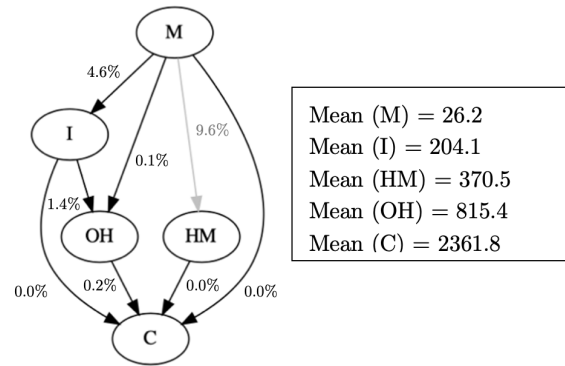 M
4.6%
I
9.6%
0.1%
1.4%
OH
HM
0.0%
0.2%
0.0%
0.0%
C
Mean (M) = 26.2
Mean (I) = 204.1
Mean (HM) = 370.5
Mean (OH) = 815.4
Mean (C) = 2361.8